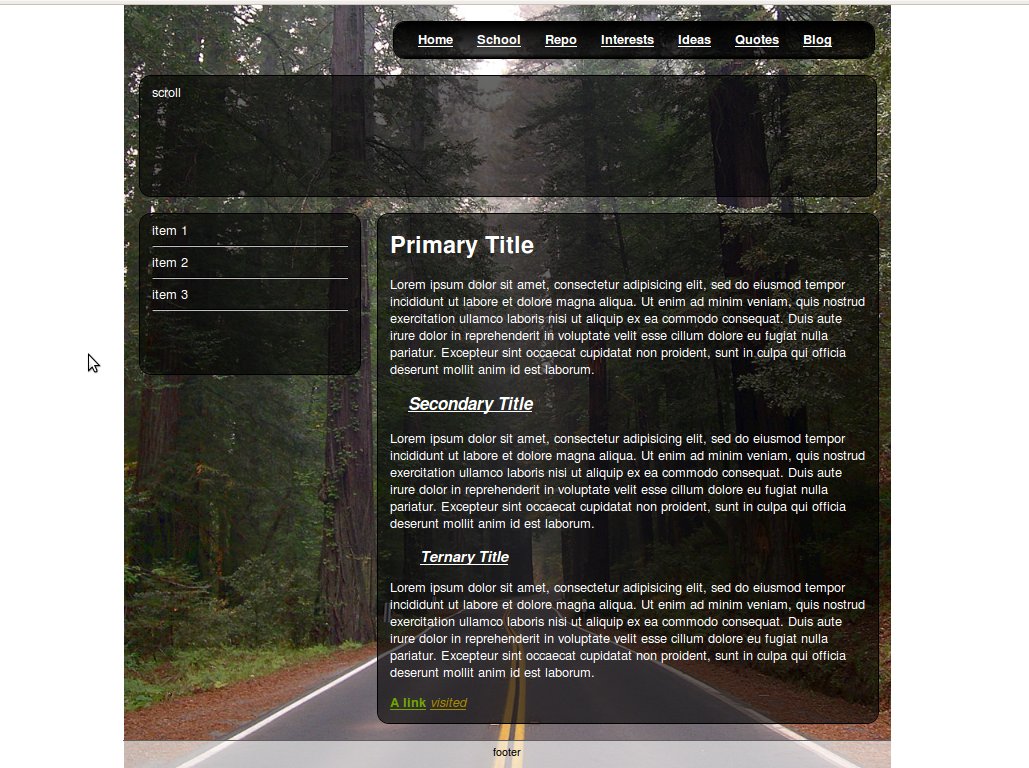 Home School Repo Interests Ideas Quotes Blog
scroll
item 1
item 2
item 3
Primary Title
Lorem ipsum dolor sit amet, consectetur adipisicing elit, sed do eiusmod tempor
incididunt ut labore et dolore magna aliqua. Ut enim ad minim veniam, quis nostrud
exercitation ullamco laboris nisi ut aliquip ex ea commodo consequat. Duis aute
irure dolor in reprehenderit in voluptate velit esse cillum dolore eu fugiat nulla
pariatur. Excepteur sint occaecat cupidatat non proident, sunt in culpa qui officia
deserunt mollit anim id est laborum.
Secondary Title
Lorem ipsum dolor sit amet, consectetur adipisicing elit, sed do eiusmod tempor
incididunt ut labore et dolore magna aliqua. Ut enim ad minim veniam, quis nostrud
exercitation ullamco laboris nisi ut aliquip ex ea commodo consequat. Duis aute
irure dolor in reprehenderit in voluptate velit esse cillum dolore eu fugiat nulla
pariatur. Excepteur sint occaecat cupidatat non proident, sunt in culpa qui officia
deserunt mollit anim id est laborum.
Ternary Title
Lorem ipsum dolor sit amet, consectetur adipisicing elit, sed do eiusmod tempor
incididunt ut labore et dolore magna aliqua. Ut enim ad minim veniam, quis nostrud
exercitation ullamco laboris nisi ut aliquip ex ea commodo consequat. Duis aute
irure dolor in reprehenderit in voluptate velit esse cillum dolore eu fugiat nulla
pariatur. Excepteur sint occaecat cupidatat non proident, sunt in culpa qui officia
deserunt mollit anim id est laborum.
A link visited
footer